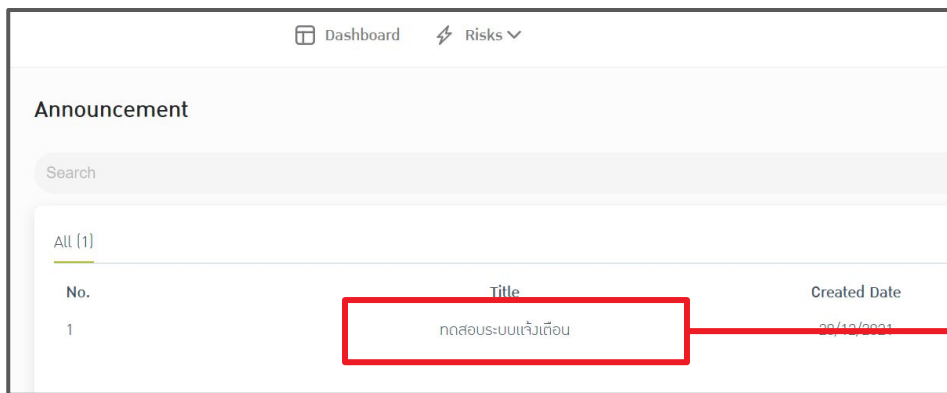 Dashboard Risks
Announcement
Search
All (1)
No. Title Created Date
1 ทดสอบระบบแจ้งเตือน